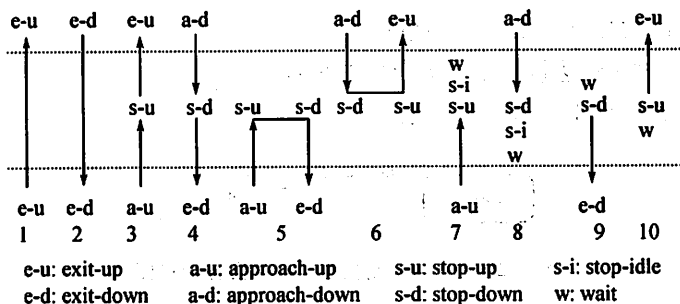 e-u e-d e-u a-d a-d e-u a-d e-u
w
s-i w
s-u s-d s-u s-d s-d s-u s-u s-d s-d s-u
s-i w
w
e-u e-d a-u e-d a-u e-d a-u e-d
1 2 3 4 5 6 7 8 9 10
e-u: exit-up a-u: approach-up s-u: stop-up s-i: stop-idle
e-d: exit-down a-d: approach-down s-d: stop-down w: wait